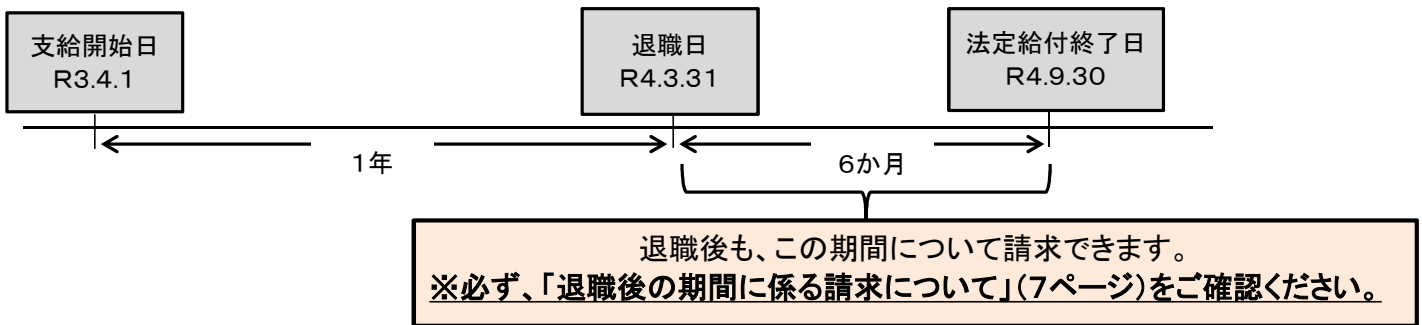 支給開始日
R3.4.1
退職日
R4.3.31
法定給付終了日
R4.9.30
1年
6か月
退職後も、この期間について請求できます。
※必ず、「退職後の期間に係る請求について」(7ページ)をご確認ください。